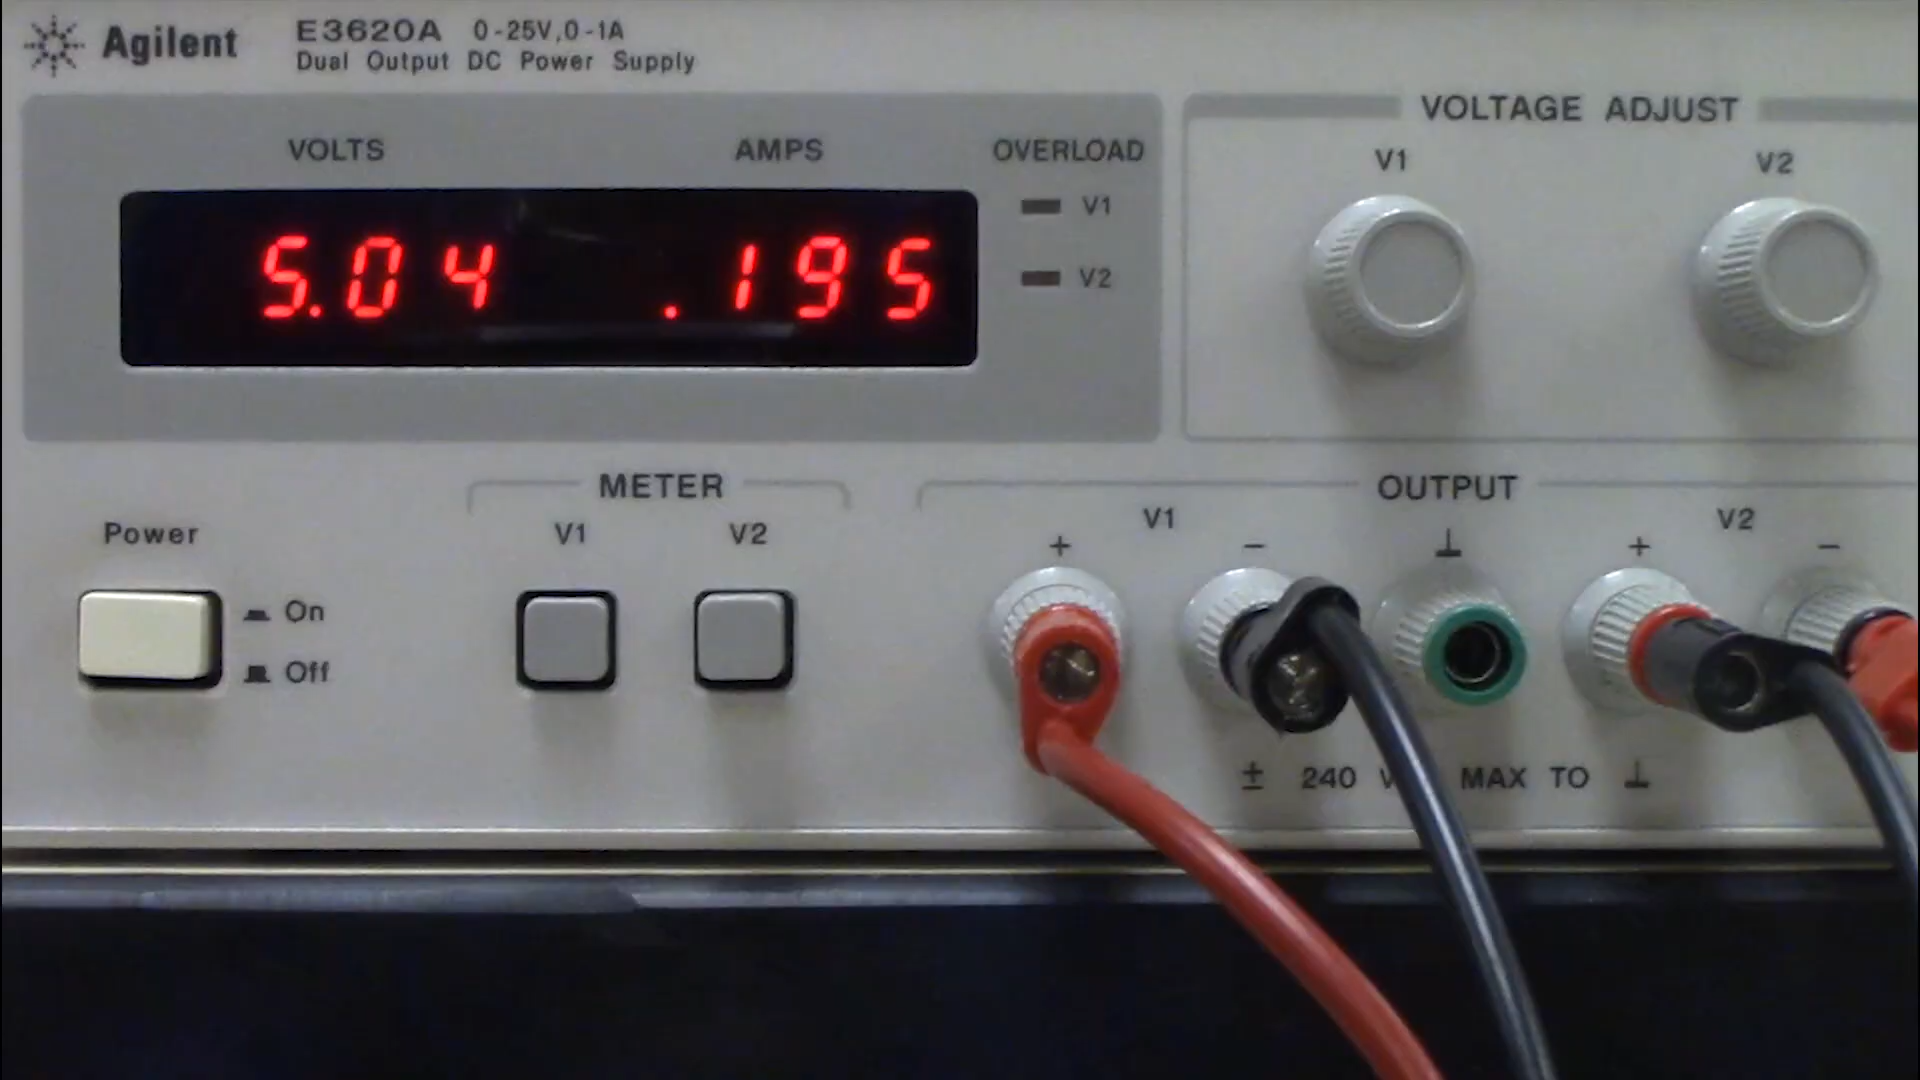 Agilent
E3620A 0-25V,0-1A
Dual Output DC Power Supply
VOLTS AMPS OVERLOAD
V1
V2
5.04 .195
VOLTAGE ADJUST
V1 V2
METER
V1 V2
Power
On
Off
OUTPUT
V1 V2
+ − ⊥ + −
± 240 MAX TO ⊥